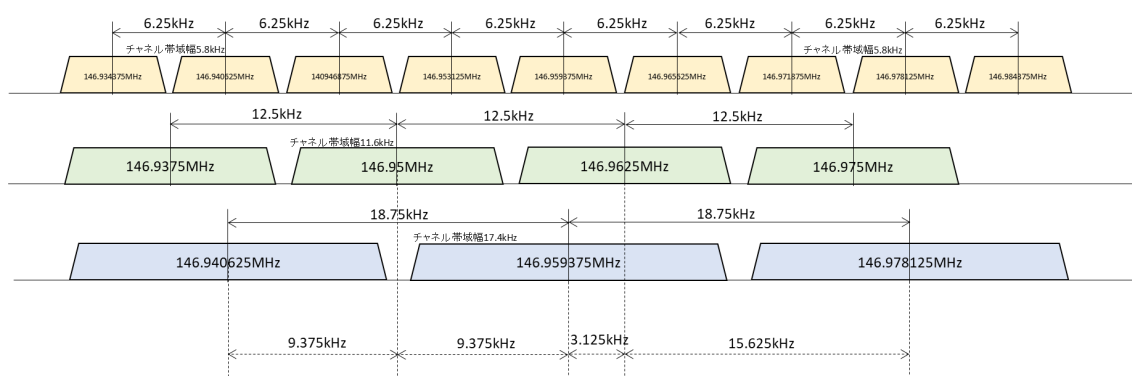 6.25kHz 6.25kHz 6.25kHz 6.25kHz 6.25kHz 6.25kHz 6.25kHz 6.25kHz
チャネル帯域幅5.8kHz チャネル帯域幅5.8kHz
146.934375MHz 146.940625MHz 140946875MHz 146.953125MHz 146.959375MHz 146.965625MHz 146.971875MHz 146.978125MHz 146.984375MHz
12.5kHz 12.5kHz 12.5kHz
チャネル帯域幅11.6kHz
146.9375MHz 146.95MHz 146.9625MHz 146.975MHz
18.75kHz 18.75kHz
チャネル帯域幅17.4kHz
146.940625MHz 146.959375MHz 146.978125MHz
9.375kHz 9.375kHz 3.125kHz 15.625kHz